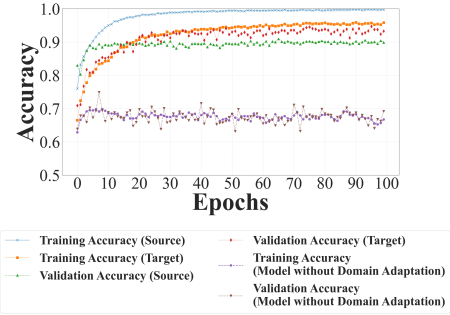 1.0
0.9
0.8
0.7
0.6
0.5
Accuracy
0 10 20 30 40 50 60 70 80 90 100
Epochs
Training Accuracy (Source)
Training Accuracy (Target)
Validation Accuracy (Source)
Validation Accuracy (Target)
Training Accuracy
(Model without Domain Adaptation)
Validation Accuracy
(Model without Domain Adaptation)